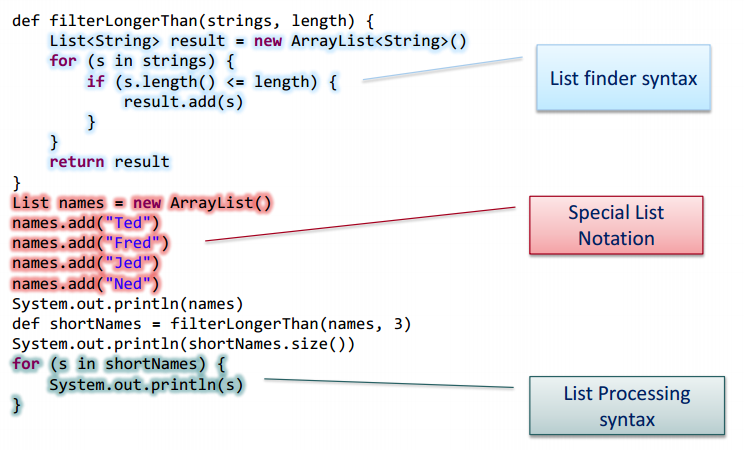 def filterLongerThan(strings, length) {
    List<String> result = new ArrayList<String>()
    for (s in strings) {
        if (s.length() <= length) {
            result.add(s)
        }
    }
    return result
}
List names = new ArrayList()
names.add("Ted")
names.add("Fred")
names.add("Jed")
names.add("Ned")
System.out.println(names)
def shortNames = filterLongerThan(names, 3)
System.out.println(shortNames.size())
for (s in shortNames) {
    System.out.println(s)
}
List finder syntax
Special List
Notation
List Processing
syntax